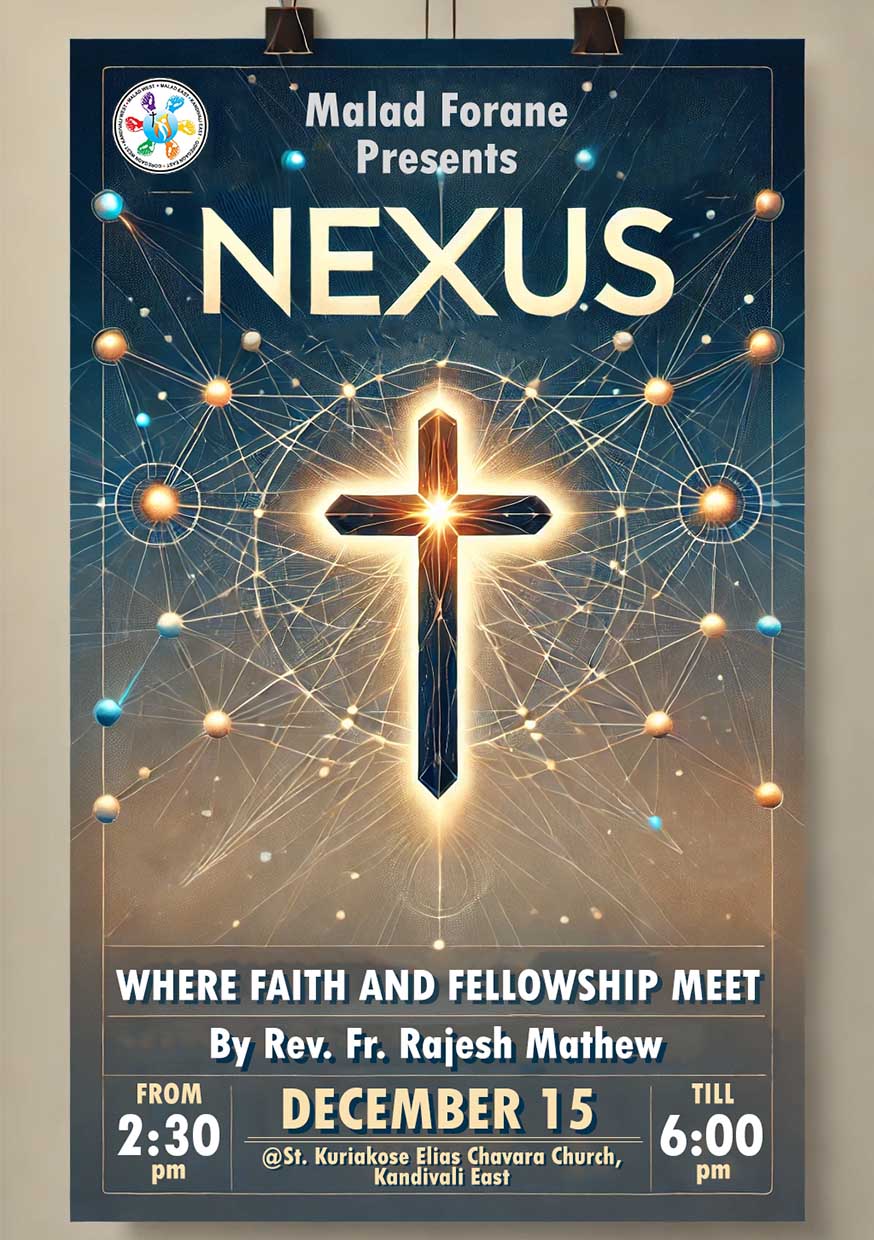 Malad Forane
Presents
NEXUS
WHERE FAITH AND FELLOWSHIP MEET
By Rev. Fr. Rajesh Mathew
FROM
2:30
pm
DECEMBER 15
@St. Kuriakose Elias Chavara Church,
Kandivali East
TILL
6:00
pm